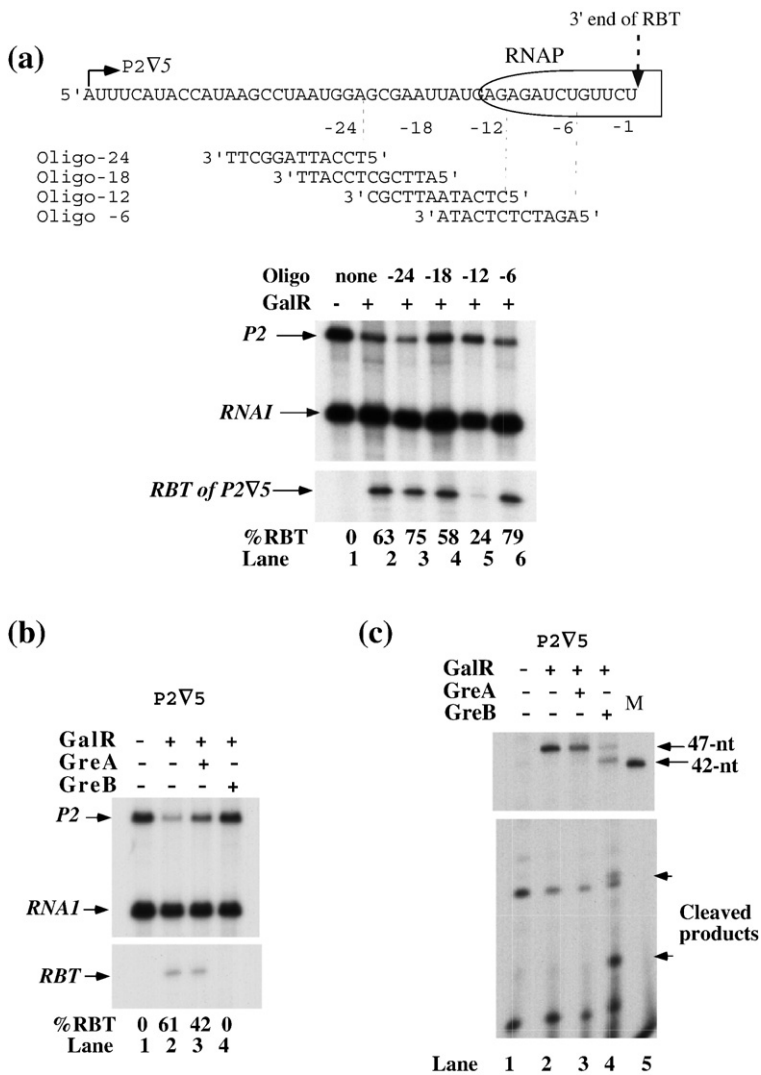 3' end of RBT
(a)
P2∇5
RNAP
5'AUUUCAUACCAUAAGCCUAAUGGAGCGAAUUAUGAGAGAUCUGUUCU
-24 -18 -12 -6 -1
Oligo-24 3'TTCGGATTACCT5'
Oligo-18 3'TTACCTCGCTTA5'
Oligo-12 3'CGCTTAATACTC5'
Oligo -6 3'ATACTCTCTAGA5'
Oligo none -24 -18 -12 -6
GalR - + + + + +
P2
RNAI
RBT of P2∇5
%RBT 0 63 75 58 24 79
Lane 1 2 3 4 5 6
(b)
P2∇5
GalR - + + +
GreA - - + -
GreB - - - +
P2
RNA1
RBT
%RBT 0 61 42 0
Lane 1 2 3 4
(c)
P2∇5
GalR - + + +
GreA - - + -
GreB - - - + M
47-nt
42-nt
Cleaved
products
Lane 1 2 3 4 5